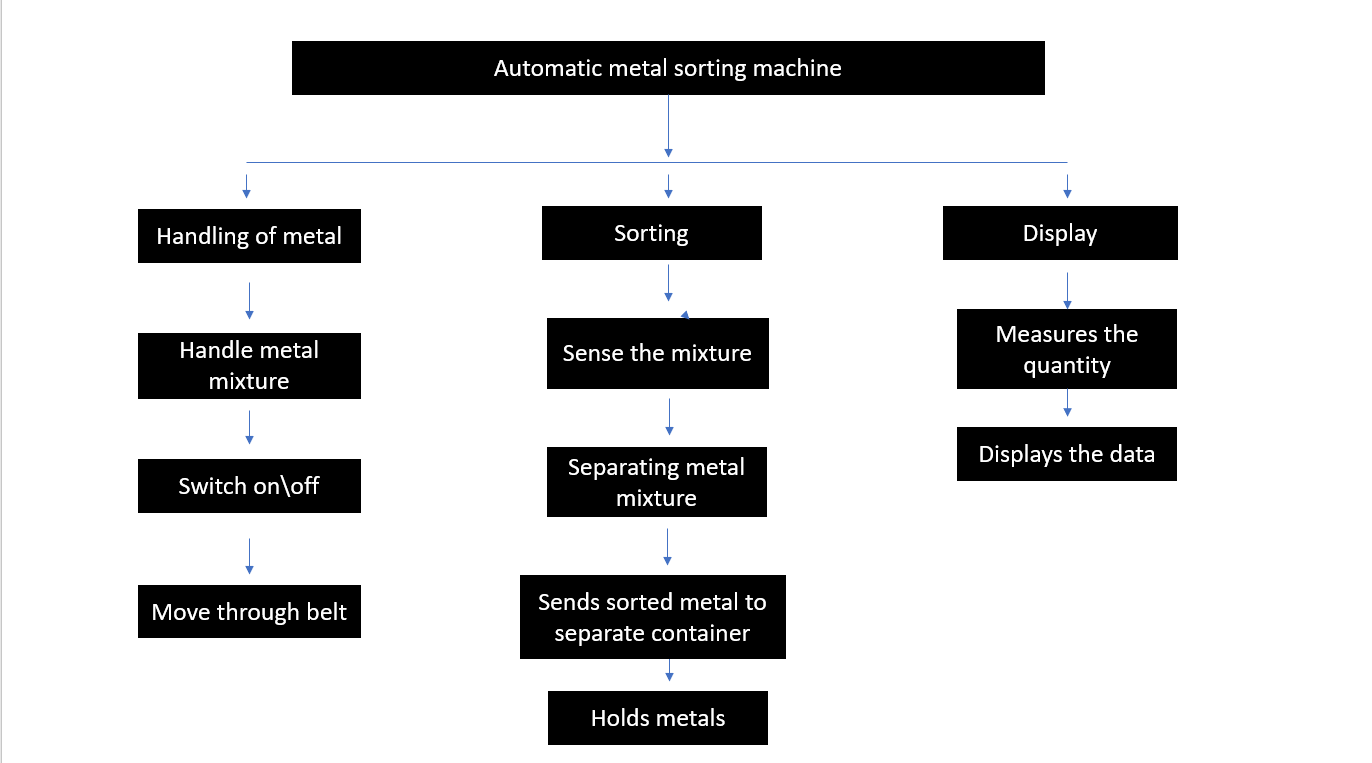 Automatic metal sorting machine
Handling of metal
Sorting
Display
Handle metal
mixture
Sense the mixture
Measures the
quantity
Switch on\off
Separating metal
mixture
Displays the data
Move through belt
Sends sorted metal to
separate container
Holds metals